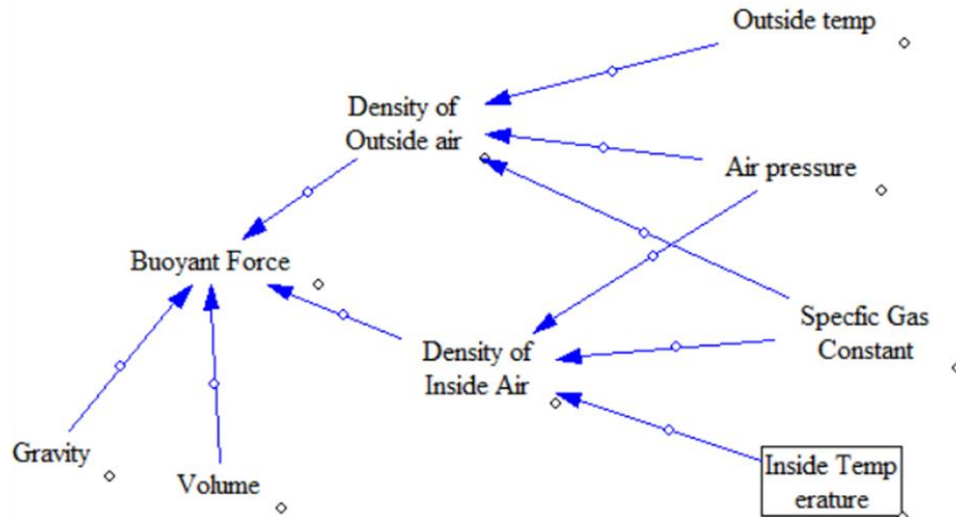 Outside temp
Density of
Outside air
Air pressure
Buoyant Force
Specfic Gas
Constant
Density of
Inside Air
Gravity
Volume
Inside Temp
erature